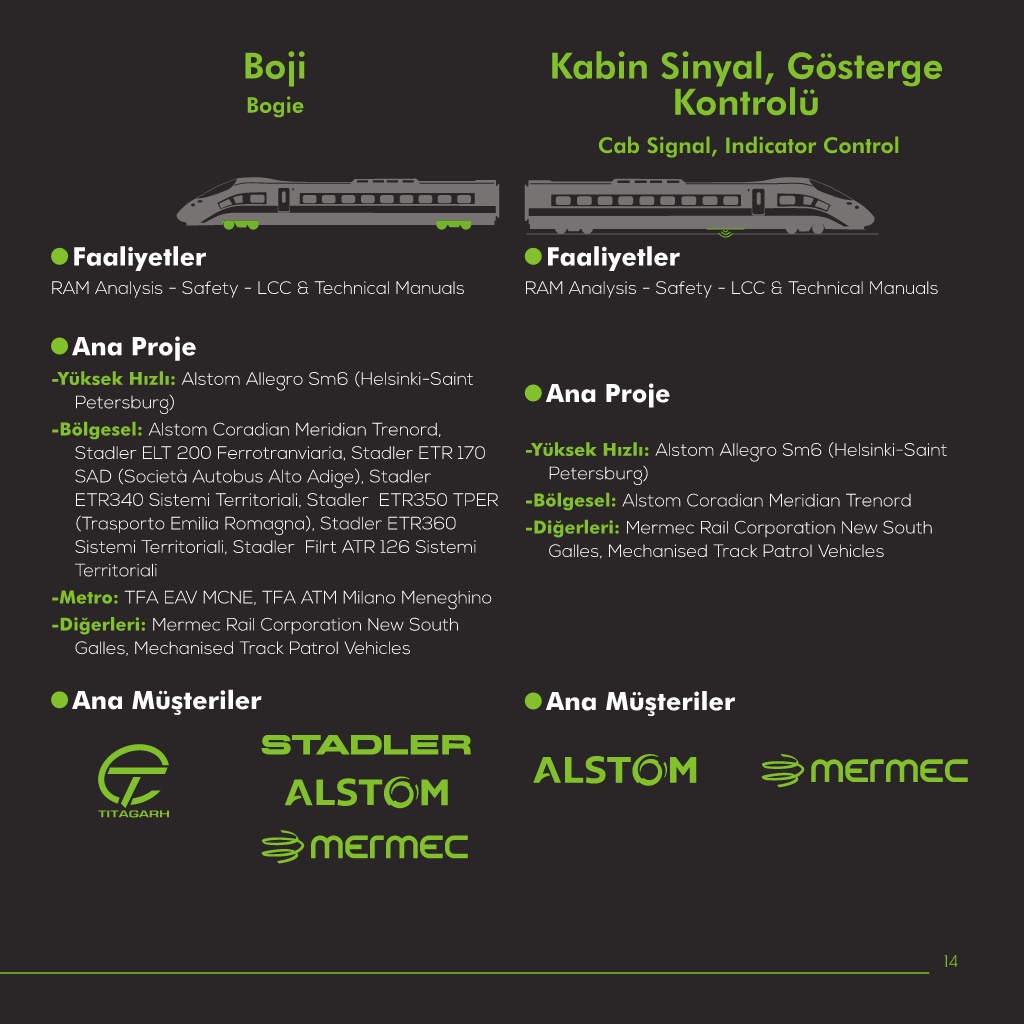 Boji
Bogie
● Faaliyetler
RAM Analysis - Safety - LCC & Technical Manuals
● Ana Proje
-Yüksek Hızlı: Alstom Allegro Sm6 (Helsinki-Saint
Petersburg)
-Bölgesel: Alstom Coradian Meridian Trenord,
Stadler ELT 200 Ferrotranviaria, Stadler ETR 170
SAD (Società Autobus Alto Adige), Stadler
ETR340 Sistemi Territoriali, Stadler ETR350 TPER
(Trasporto Emilia Romagna), Stadler ETR360
Sistemi Territoriali, Stadler Filrt ATR 126 Sistemi
Territoriali
-Metro: TFA EAV MCNE, TFA ATM Milano Meneghino
-Diğerleri: Mermec Rail Corporation New South
Galles, Mechanised Track Patrol Vehicles
● Ana Müşteriler
TITAGARH
STADLER
ALSTOM
mermec
Kabin Sinyal, Gösterge
Kontrolü
Cab Signal, Indicator Control
● Faaliyetler
RAM Analysis - Safety - LCC & Technical Manuals
● Ana Proje
-Yüksek Hızlı: Alstom Allegro Sm6 (Helsinki-Saint
Petersburg)
-Bölgesel: Alstom Coradian Meridian Trenord
-Diğerleri: Mermec Rail Corporation New South
Galles, Mechanised Track Patrol Vehicles
● Ana Müşteriler
ALSTOM
mermec
14